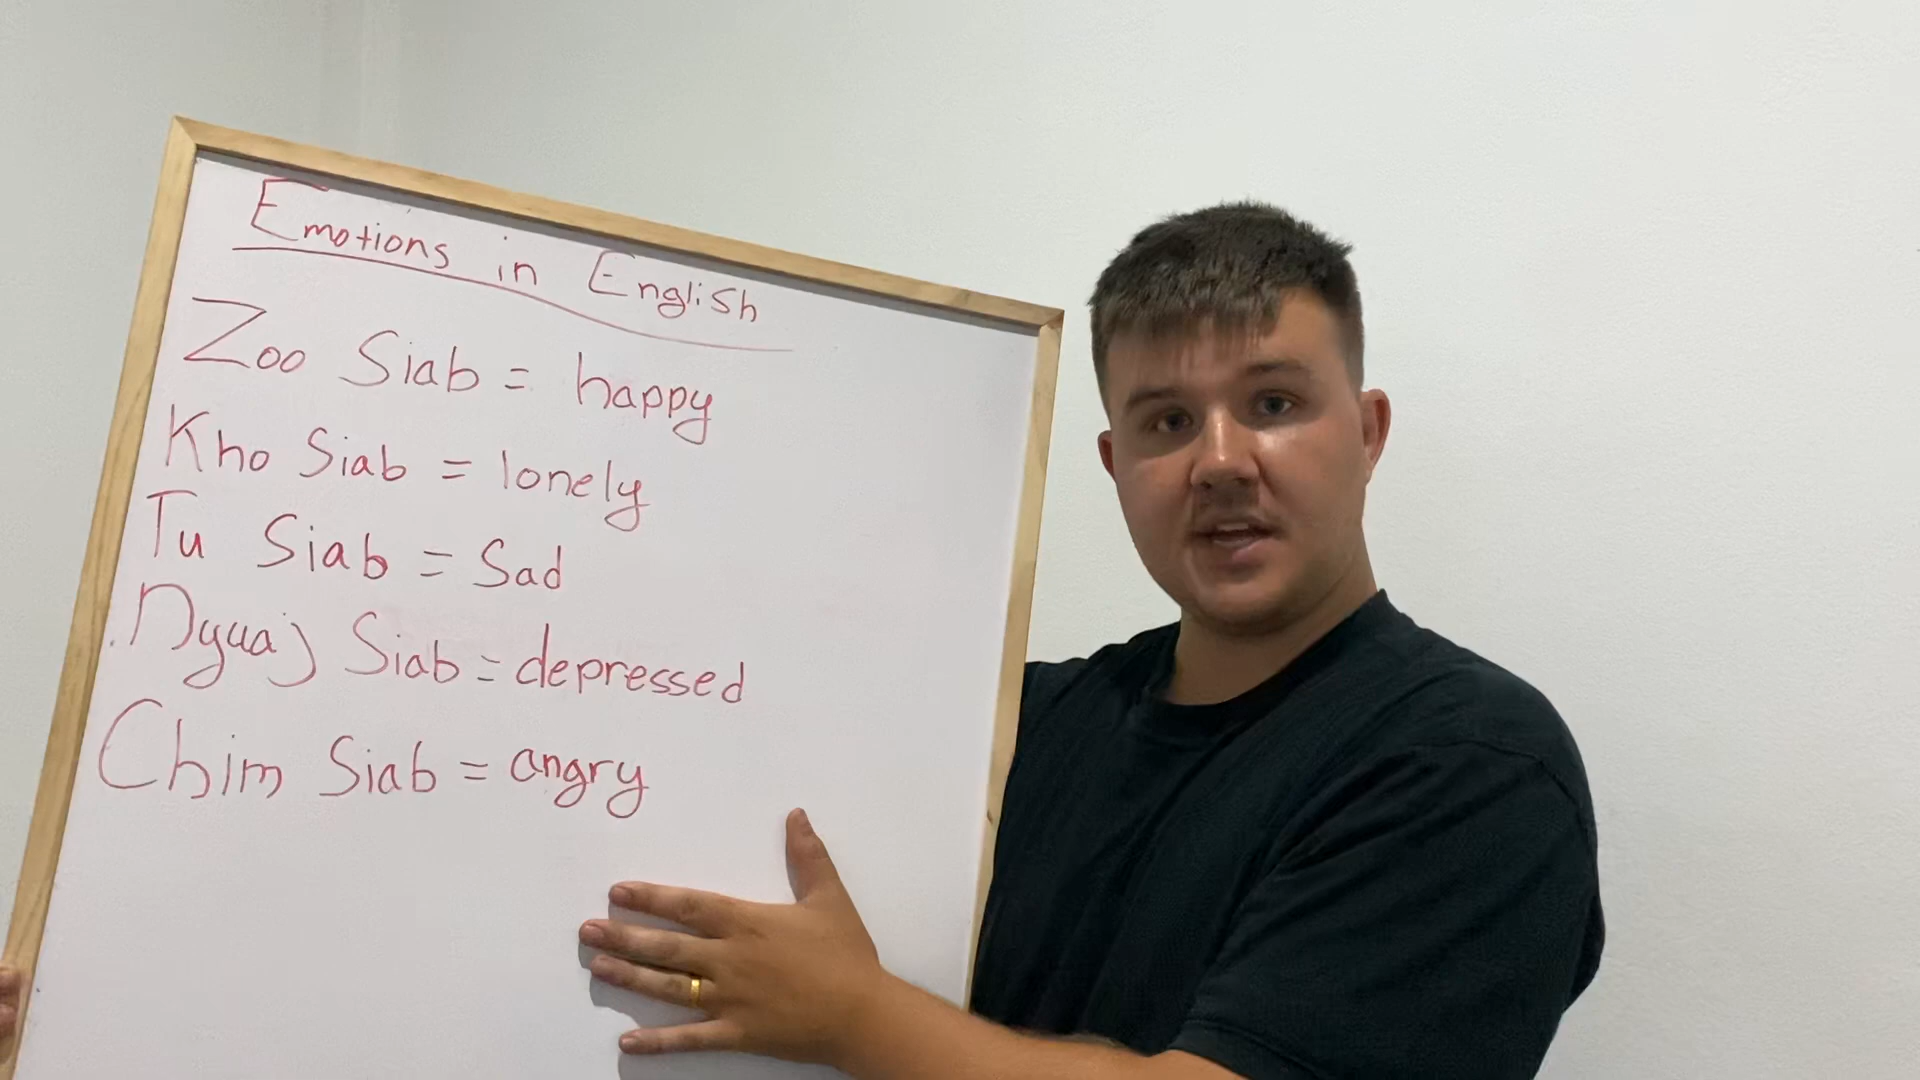 Emotions in English
Zoo Siab = happy
Kho Siab = lonely
Tu Siab = Sad
Nyuaj Siab = depressed
Chim Siab = angry